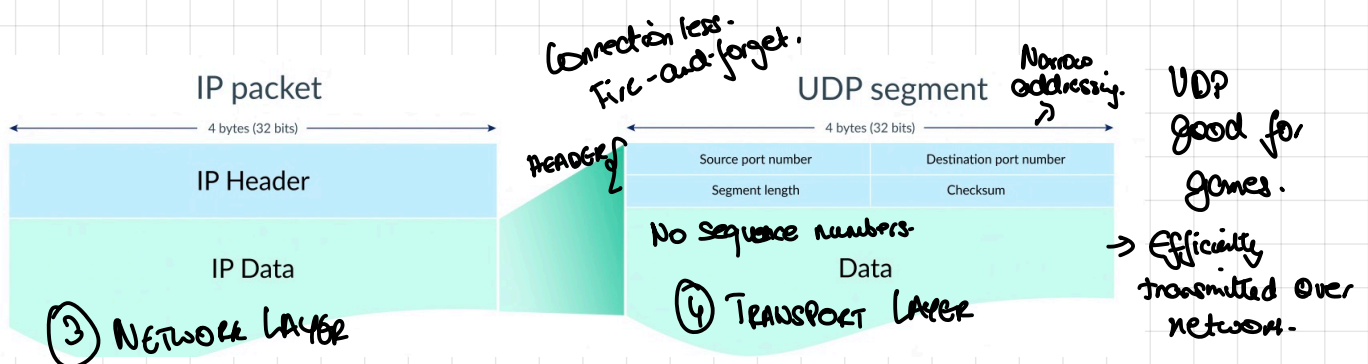 Connectionless.
Fire-and-forget.
Narrow
addressing.
IP packet
UDP segment
4 bytes (32 bits)
4 bytes (32 bits)
HEADER
IP Header
Source port number
Destination port number
Segment length
Checksum
No sequence numbers.
IP Data
Data
3 NETWORK LAYER
4 TRANSPORT LAYER
UDP
good for
games.
→ Efficiently
transmitted over
network.